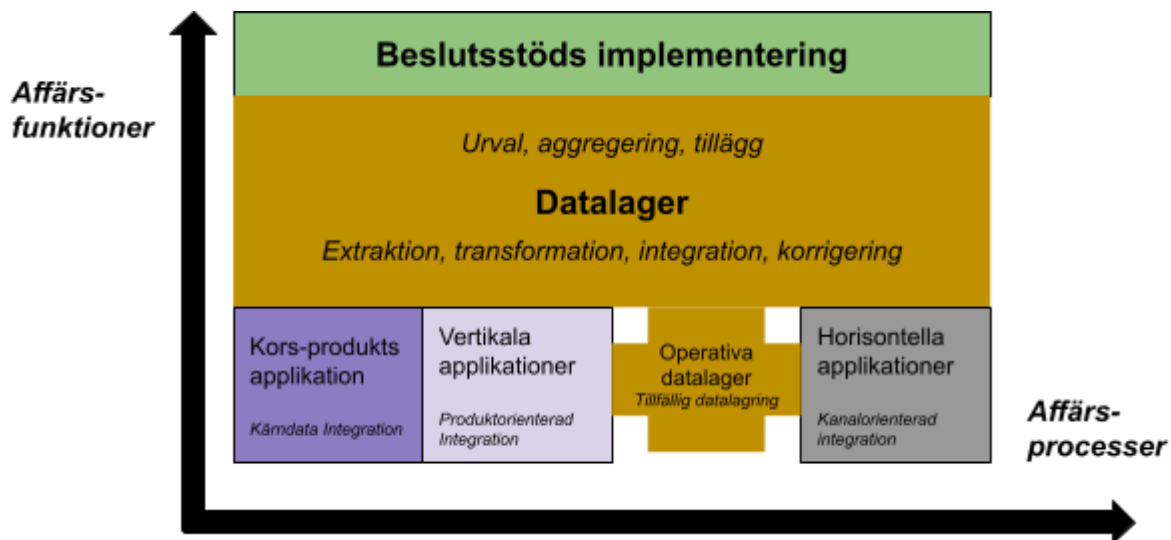 Beslutsstöds implementering
Affärs-
funktioner
Urval, aggregering, tillägg
Datalager
Extraktion, transformation, integration, korrigering
Kors-produkts
applikation
Kärndata Integration
Vertikala
applikationer
Produktorienterad
Integration
Operativa
datalager
Tillfällig datalagring
Horisontella
applikationer
Kanalorienterad
integration
Affärs-
processer